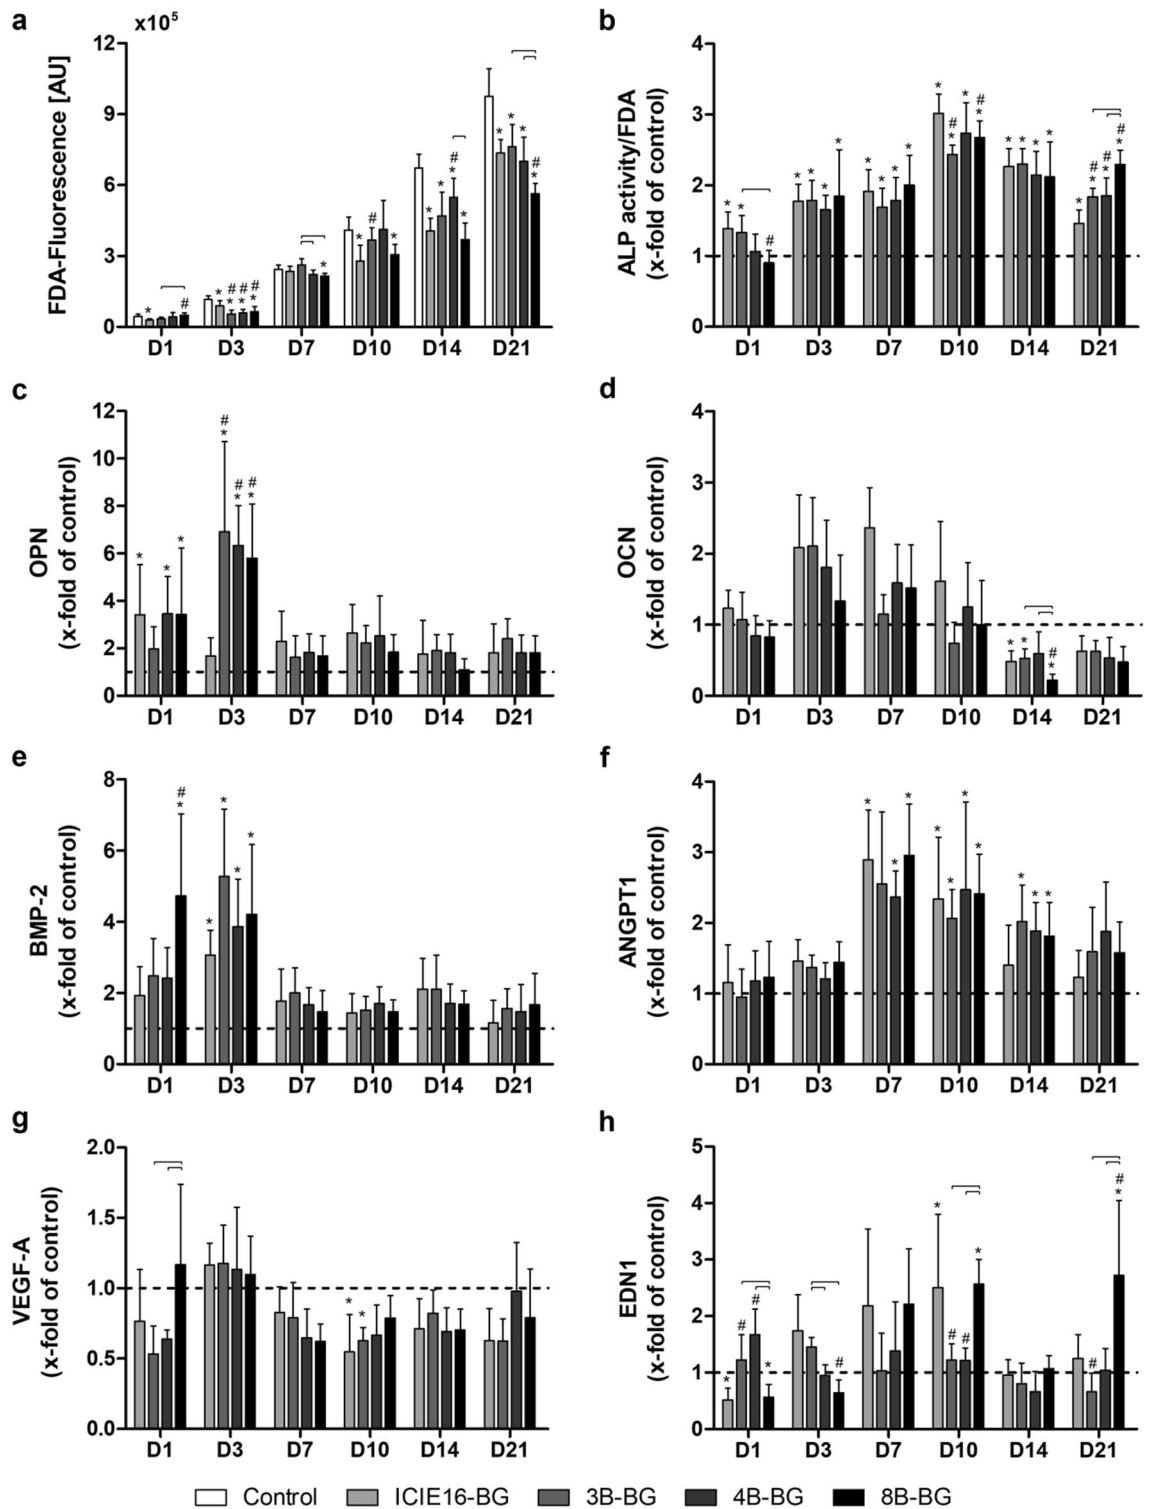 a
x10⁵
FDA-Fluorescence [AU]
12
9
6
3
0
* * # # # # * * * * # * * * # * * * * * * # *
D1 D3 D7 D10 D14 D21
b
ALP activity/FDA
(x-fold of control)
4
3
2
1
0
* * # * * * * * * * * * # * * # * * * * * * # * # * # *
D1 D3 D7 D10 D14 D21
c
OPN
(x-fold of control)
12
10
8
6
4
2
0
* * * # * # * # *
D1 D3 D7 D10 D14 D21
d
OCN
(x-fold of control)
4
3
2
1
0
* * # *
D1 D3 D7 D10 D14 D21
e
BMP-2
(x-fold of control)
8
6
4
2
0
# * * * * *
D1 D3 D7 D10 D14 D21
f
ANGPT1
(x-fold of control)
4
3
2
1
0
* * * * * * * * * *
D1 D3 D7 D10 D14 D21
g
VEGF-A
(x-fold of control)
2.0
1.5
1.0
0.5
0.0
* *
D1 D3 D7 D10 D14 D21
h
EDN1
(x-fold of control)
5
4
3
2
1
0
* # # * # * # # * # # *
D1 D3 D7 D10 D14 D21
Control ICIE16-BG 3B-BG 4B-BG 8B-BG